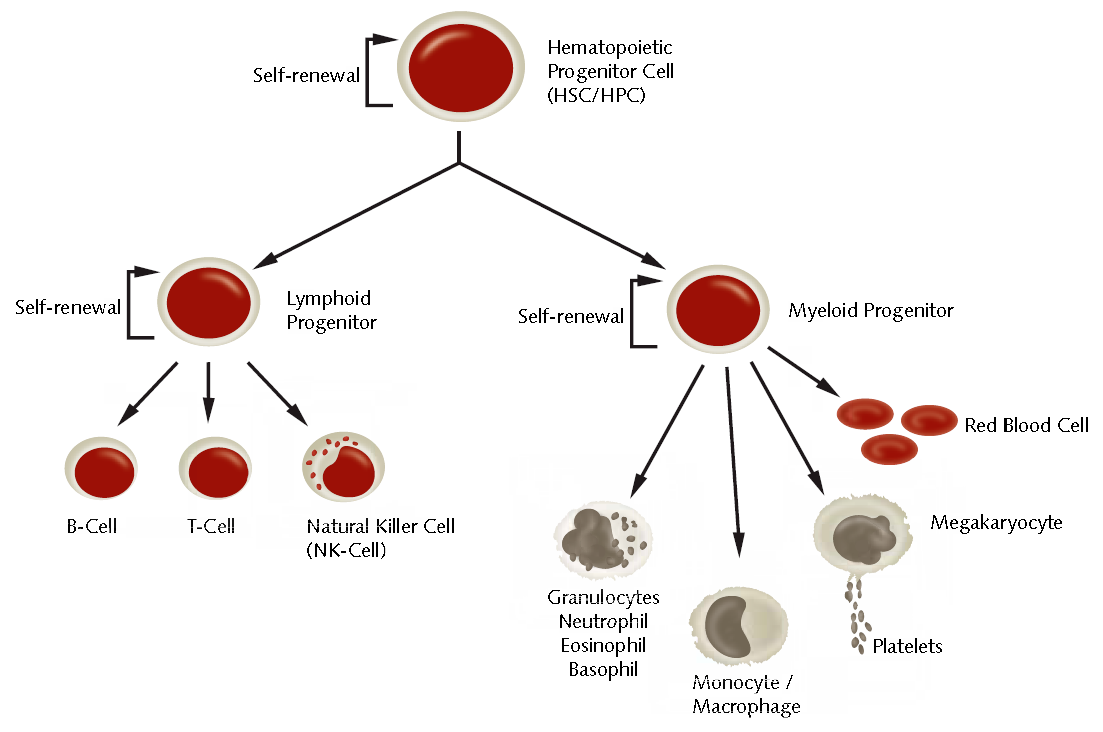 Self-renewal
Hematopoietic
Progenitor Cell
(HSC/HPC)
Self-renewal
Lymphoid
Progenitor
Self-renewal
Myeloid Progenitor
B-Cell
T-Cell
Natural Killer Cell
(NK-Cell)
Red Blood Cell
Megakaryocyte
Granulocytes
Neutrophil
Eosinophil
Basophil
Platelets
Monocyte /
Macrophage